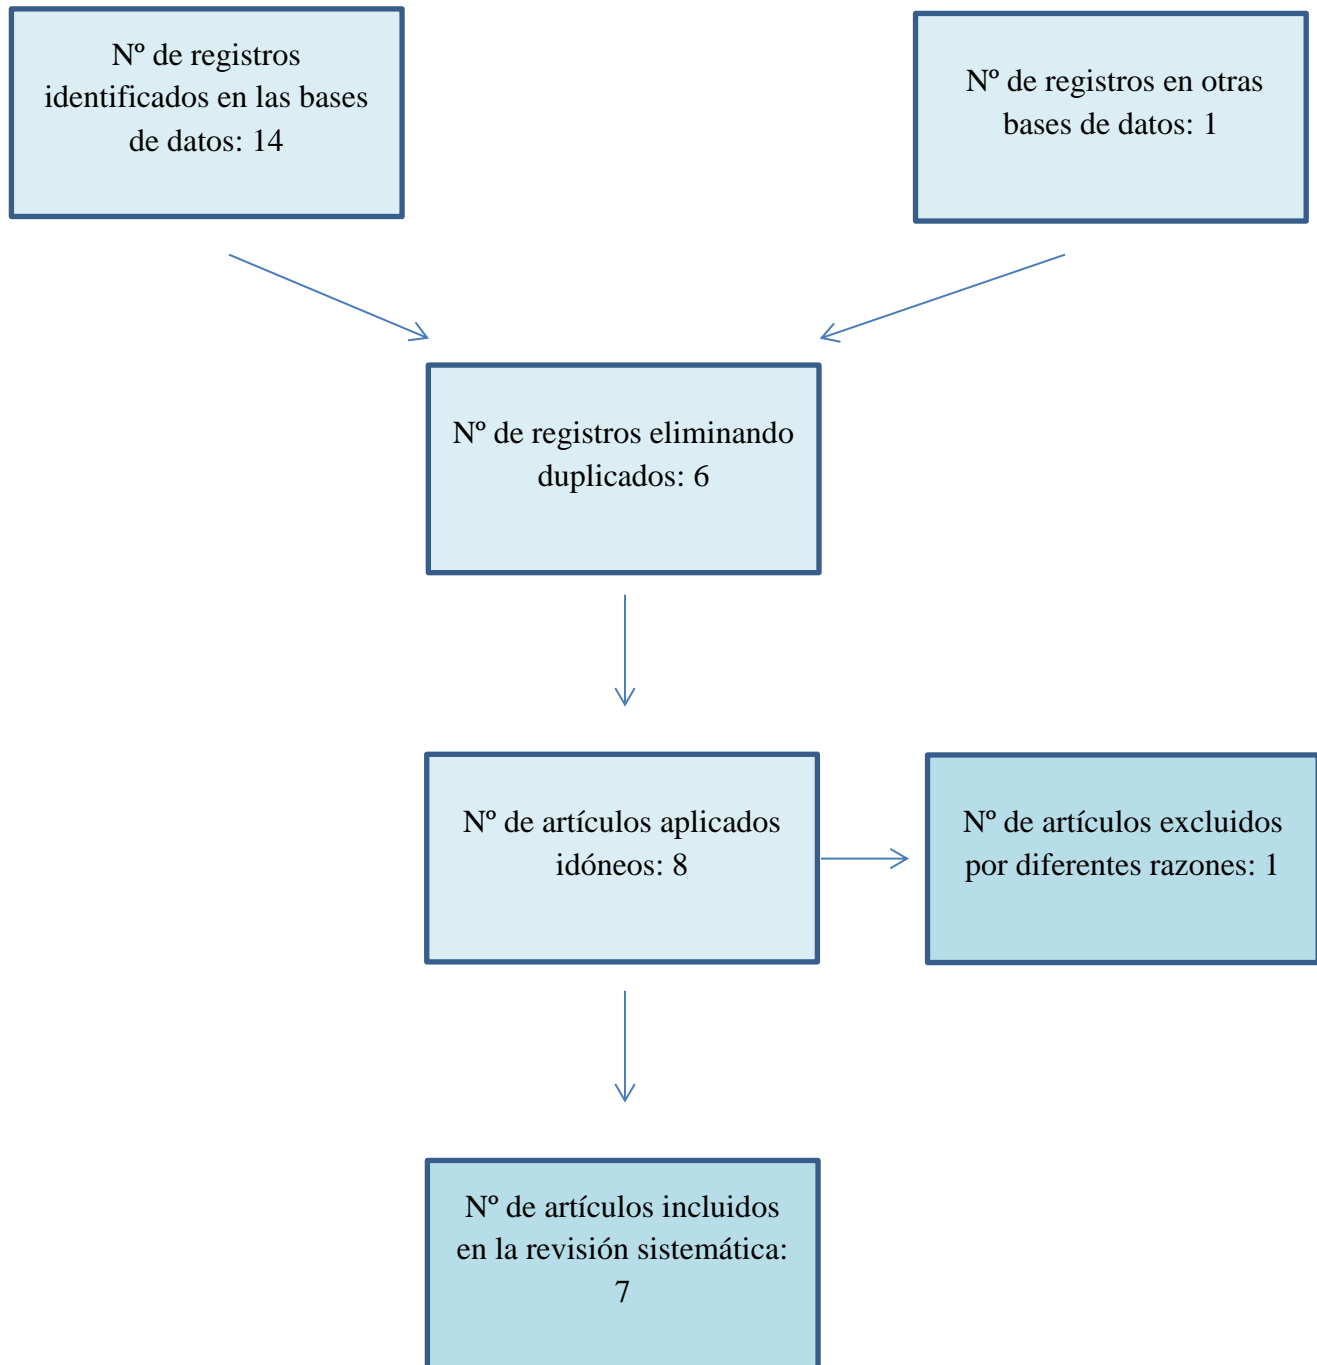 Nº de registros
identificados en las bases
de datos: 14
Nº de registros en otras
bases de datos: 1
Nº de registros eliminando
duplicados: 6
Nº de artículos aplicados
idóneos: 8
Nº de artículos excluidos
por diferentes razones: 1
Nº de artículos incluidos
en la revisión sistemática:
7